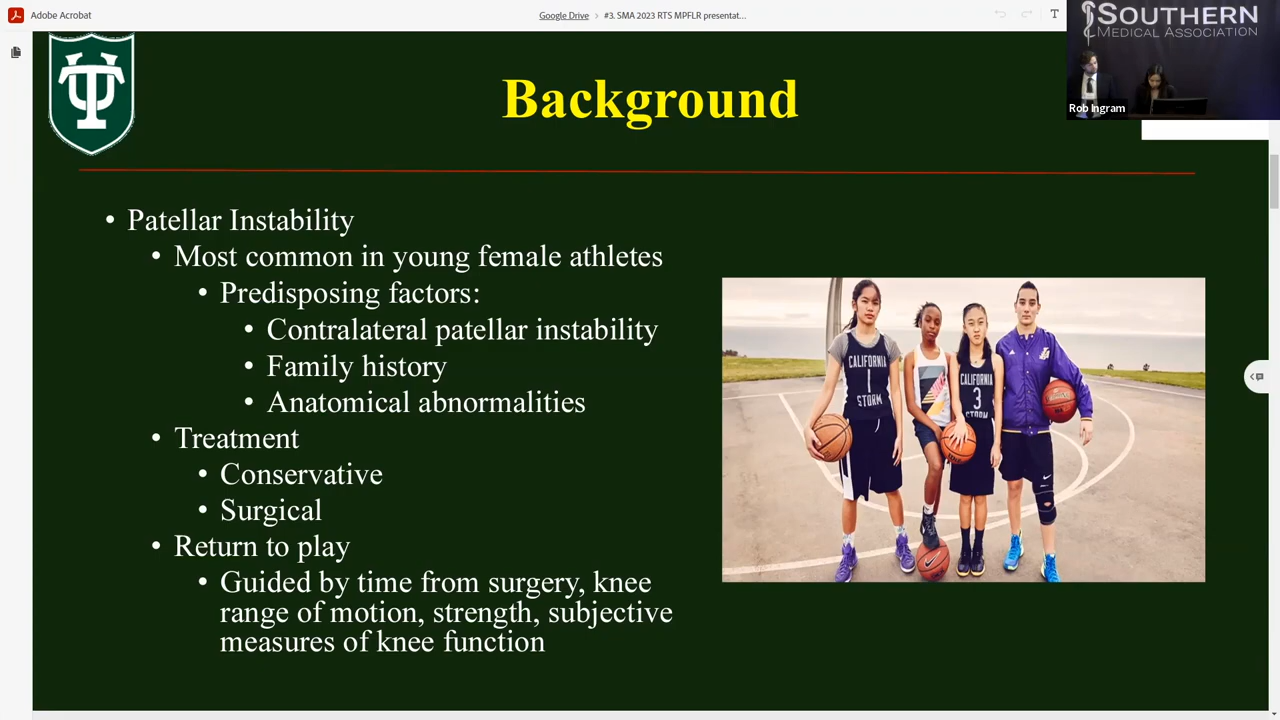 Adobe Acrobat
Google Drive > #3. SMA 2023 RTS MPFLR presentat...
T
SOUTHERN
MEDICAL ASSOCIATION
Rob Ingram
TU
Background
• Patellar Instability
• Most common in young female athletes
• Predisposing factors:
• Contralateral patellar instability
• Family history
• Anatomical abnormalities
• Treatment
• Conservative
• Surgical
• Return to play
• Guided by time from surgery, knee
range of motion, strength, subjective
measures of knee function
CALIFORNIA
1
STORM
CALIFORNIA
3
STORM